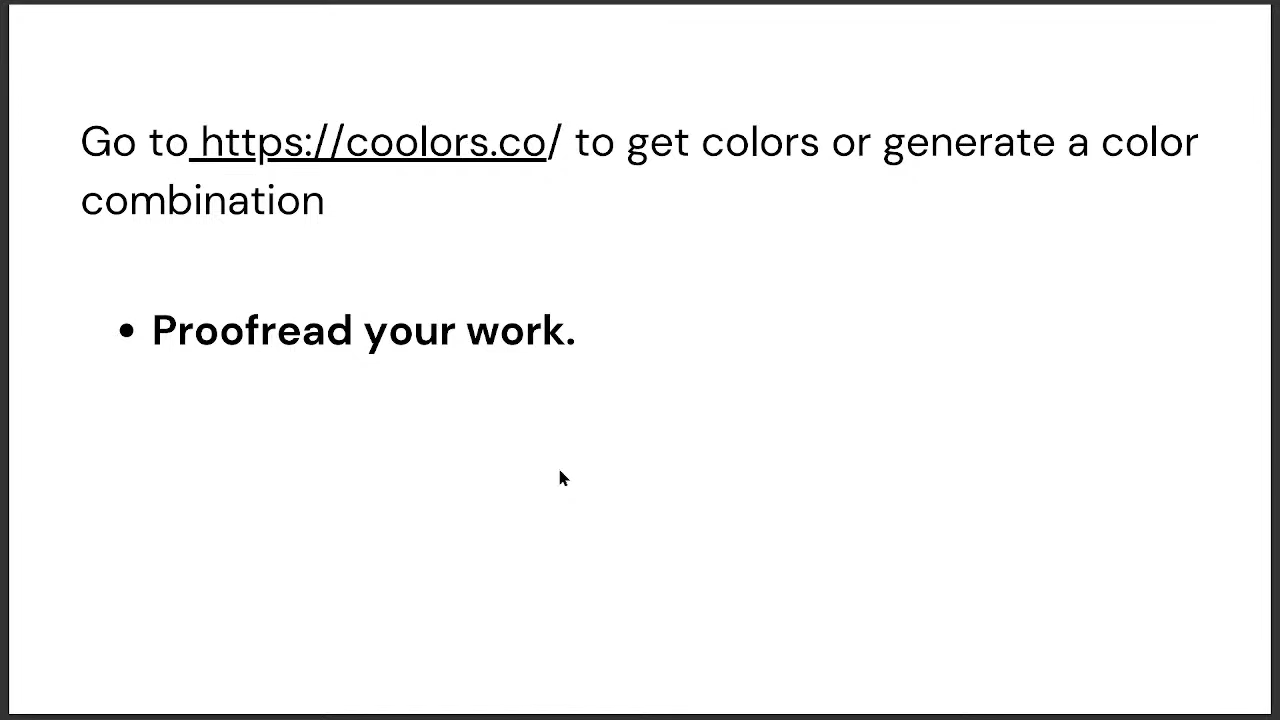 Go to https://coolors.co/ to get colors or generate a color
combination
• Proofread your work.